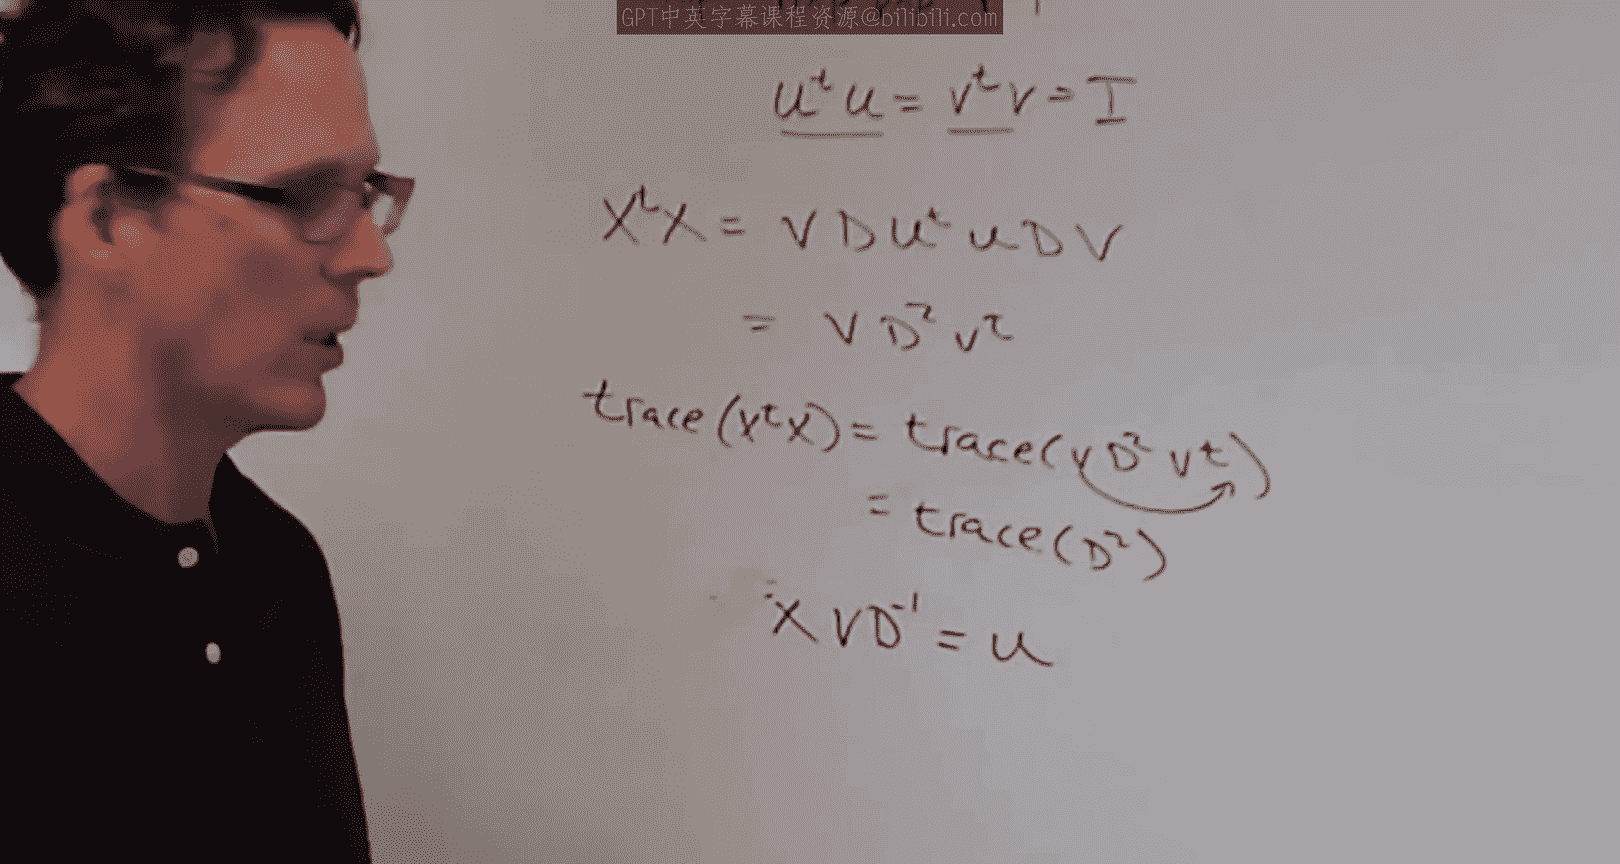 GPT中英字幕课程资源@bilibili.com
uᵗu = vᵗv = I
XᵗX = V D uᵗ u D V
= V D² vᵗ
trace(xᵗX) = trace(V D² Vᵗ)
= trace(D²)
X V D⁻¹ = u